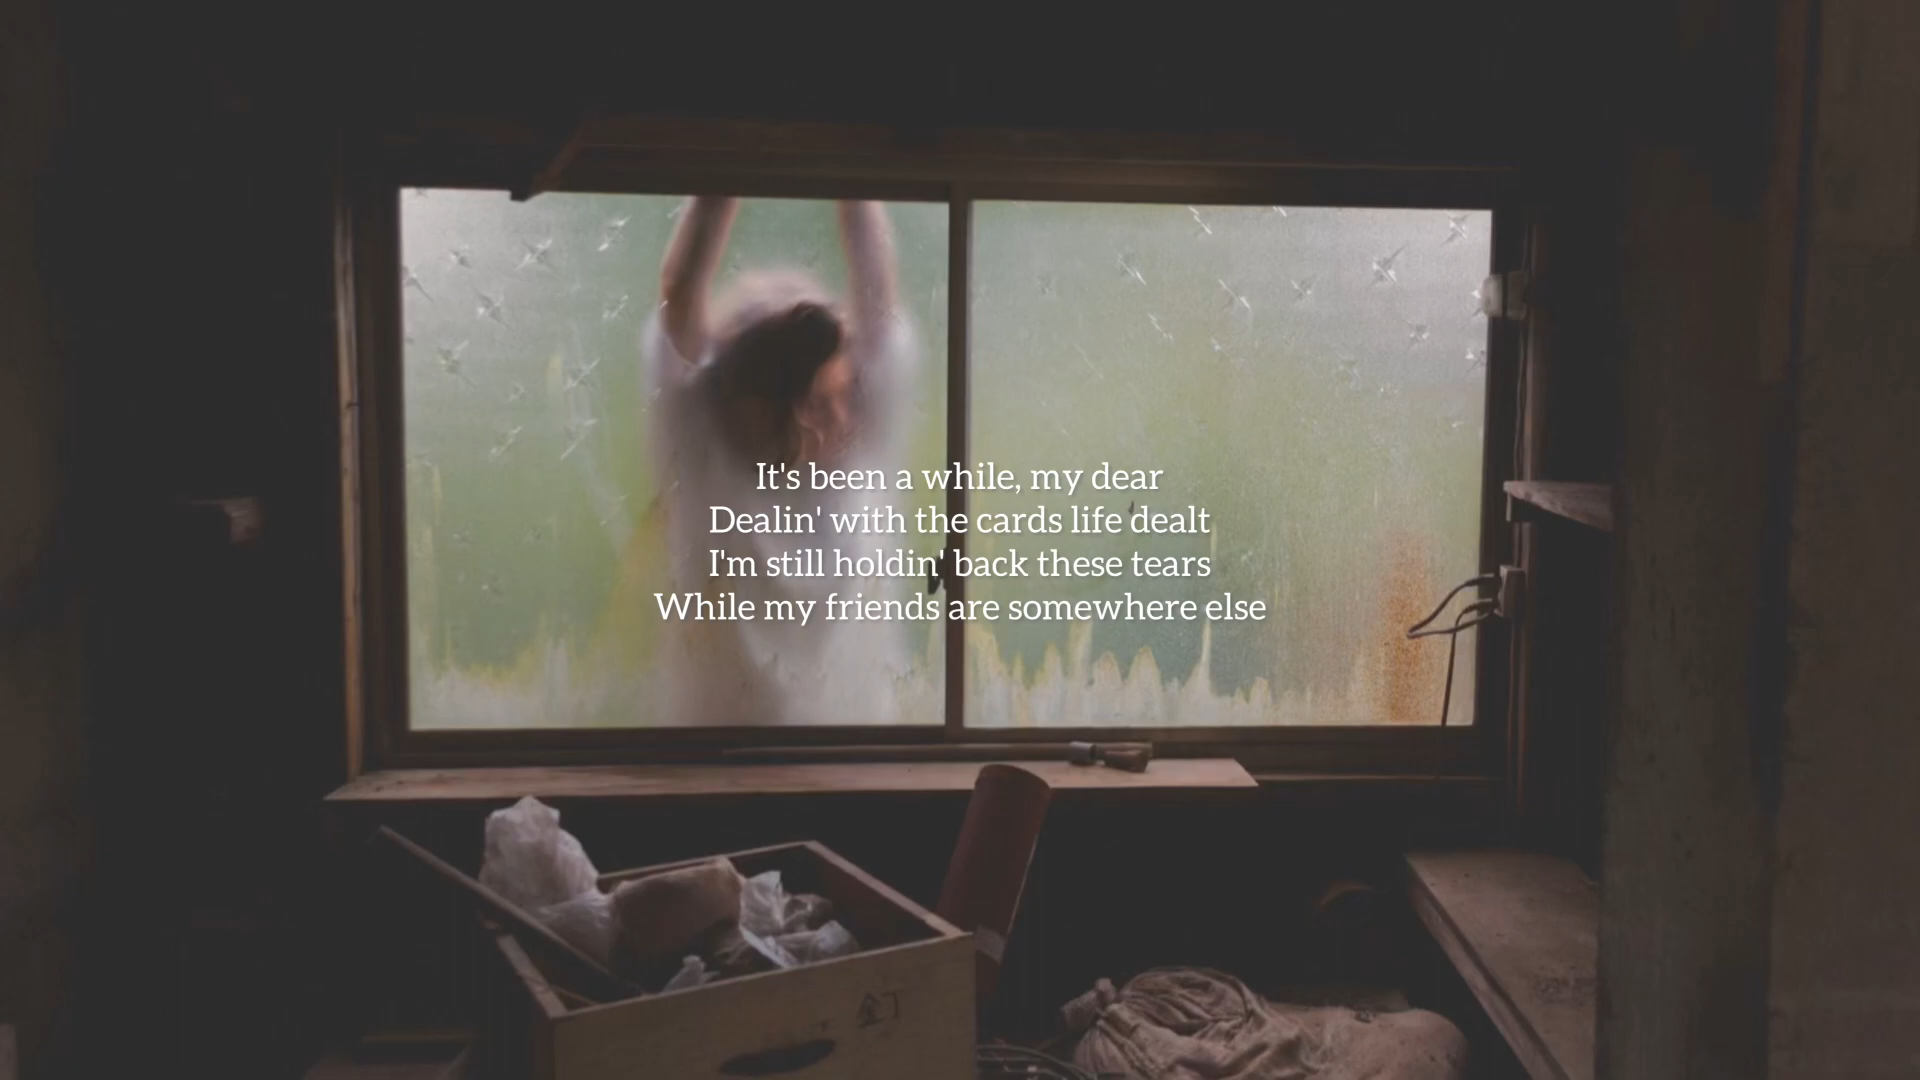 It's been a while, my dear
Dealin' with the cards life dealt
I'm still holdin' back these tears
While my friends are somewhere else
釘